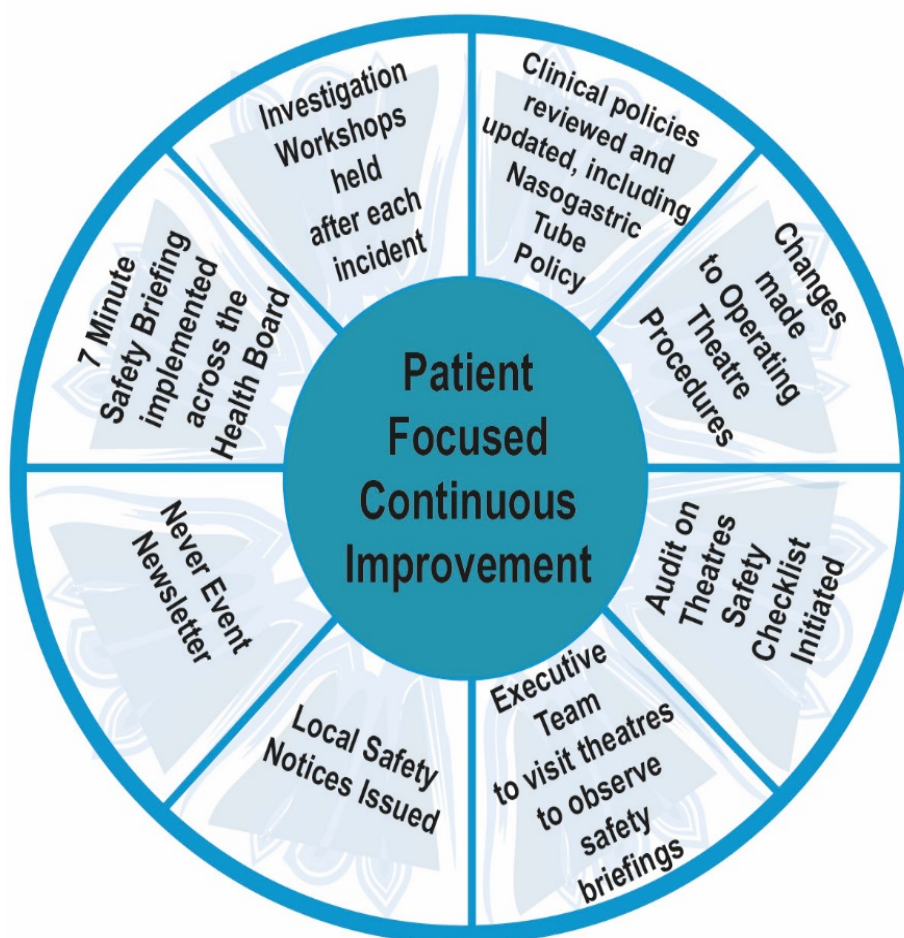 Patient
Focused
Continuous
Improvement
Clinical policies
reviewed and
updated, including
Nasogastric
Tube
Policy
Changes
made
to Operating
Theatre
Procedures
Audit on
Theatres
Safety
Checklist
Initiated
Executive
Team
to visit theatres
to observe
safety
briefings
Local Safety
Notices Issued
Never Event
Newsletter
7 Minute
Safety Briefing
implemented
across the
Health Board
Investigation
Workshops
held
after each
incident